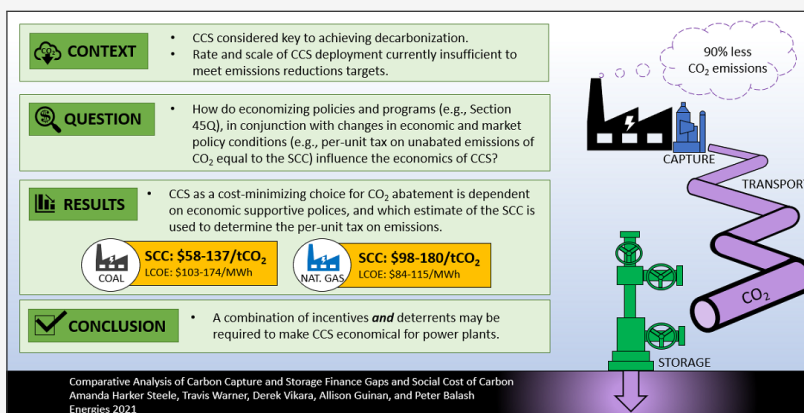 CONTEXT
• CCS considered key to achieving decarbonization.
• Rate and scale of CCS deployment currently insufficient to
meet emissions reductions targets.
QUESTION
• How do economizing policies and programs (e.g., Section
45Q), in conjunction with changes in economic and market
policy conditions (e.g., per-unit tax on unabated emissions of
CO₂ equal to the SCC) influence the economics of CCS?
RESULTS
• CCS as a cost-minimizing choice for CO₂ abatement is dependent
on economic supportive polices, and which estimate of the SCC is
used to determine the per-unit tax on emissions.
COAL
SCC: $58-137/tCO₂
LCOE: $103-174/MWh
NAT. GAS
SCC: $98-180/tCO₂
LCOE: $84-115/MWh
CONCLUSION
• A combination of incentives and deterrents may be
required to make CCS economical for power plants.
90% less
CO₂ emissions
CAPTURE
TRANSPORT
CO₂
STORAGE
Comparative Analysis of Carbon Capture and Storage Finance Gaps and Social Cost of Carbon
Amanda Harker Steele, Travis Warner, Derek Vikara, Allison Guinan, and Peter Balash
Energies 2021